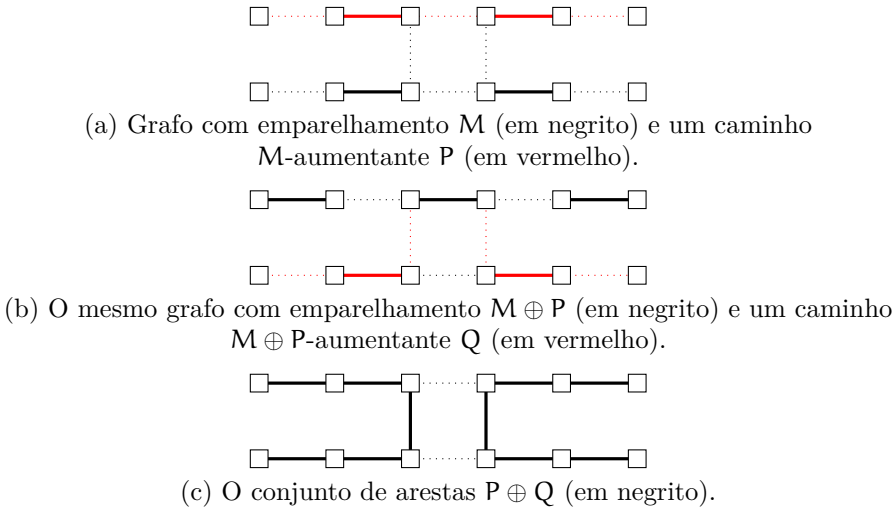 (a) Grafo com emparelhamento M (em negrito) e um caminho
M-aumentante P (em vermelho).
(b) O mesmo grafo com emparelhamento M ⊕ P (em negrito) e um caminho
M ⊕ P-aumentante Q (em vermelho).
(c) O conjunto de arestas P ⊕ Q (em negrito).